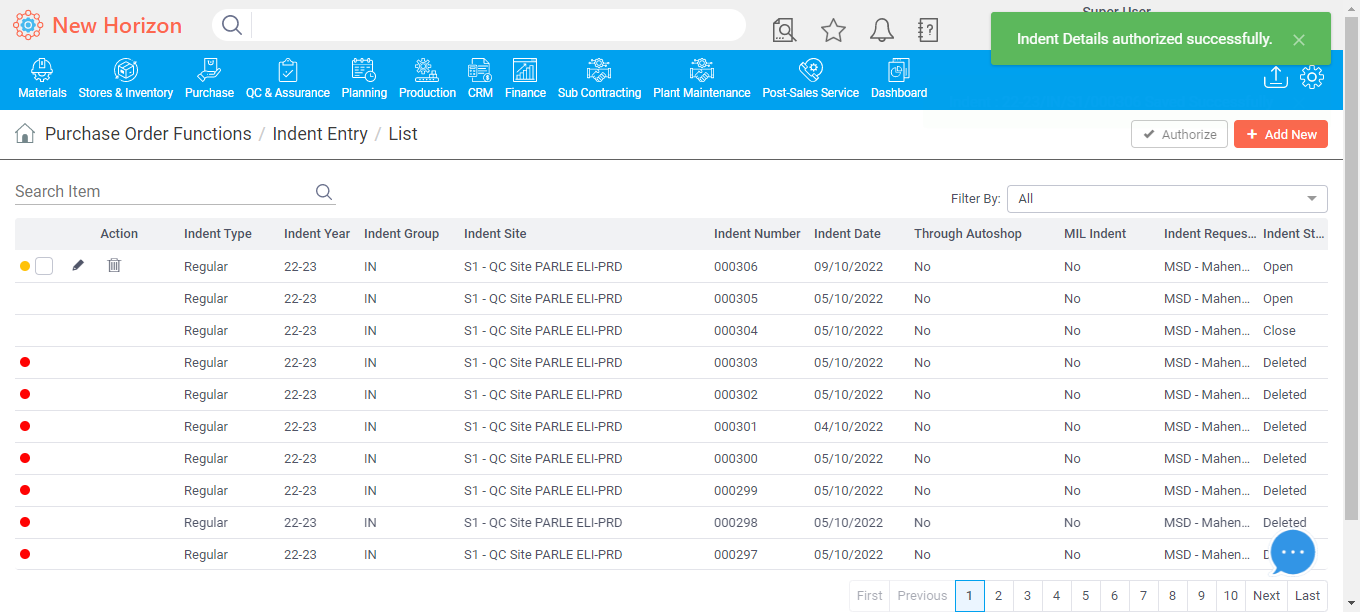 New Horizon
Super User
Indent Details authorized successfully.
Materials Stores & Inventory Purchase QC & Assurance Planning Production CRM Finance Sub Contracting Plant Maintenance Post-Sales Service Dashboard
Purchase Order Functions / Indent Entry / List
Authorize + Add New
Search Item
Filter By: All
Action Indent Type Indent Year Indent Group Indent Site Indent Number Indent Date Through Autoshop MIL Indent Indent Reques... Indent St...
Regular 22-23 IN S1 - QC Site PARLE ELI-PRD 000306 09/10/2022 No No MSD - Mahen... Open
Regular 22-23 IN S1 - QC Site PARLE ELI-PRD 000305 05/10/2022 No No MSD - Mahen... Open
Regular 22-23 IN S1 - QC Site PARLE ELI-PRD 000304 05/10/2022 No No MSD - Mahen... Close
Regular 22-23 IN S1 - QC Site PARLE ELI-PRD 000303 05/10/2022 No No MSD - Mahen... Deleted
Regular 22-23 IN S1 - QC Site PARLE ELI-PRD 000302 05/10/2022 No No MSD - Mahen... Deleted
Regular 22-23 IN S1 - QC Site PARLE ELI-PRD 000301 04/10/2022 No No MSD - Mahen... Deleted
Regular 22-23 IN S1 - QC Site PARLE ELI-PRD 000300 05/10/2022 No No MSD - Mahen... Deleted
Regular 22-23 IN S1 - QC Site PARLE ELI-PRD 000299 05/10/2022 No No MSD - Mahen... Deleted
Regular 22-23 IN S1 - QC Site PARLE ELI-PRD 000298 05/10/2022 No No MSD - Mahen... Deleted
Regular 22-23 IN S1 - QC Site PARLE ELI-PRD 000297 05/10/2022 No No MSD - Mahen...
First Previous 1 2 3 4 5 6 7 8 9 10 Next Last